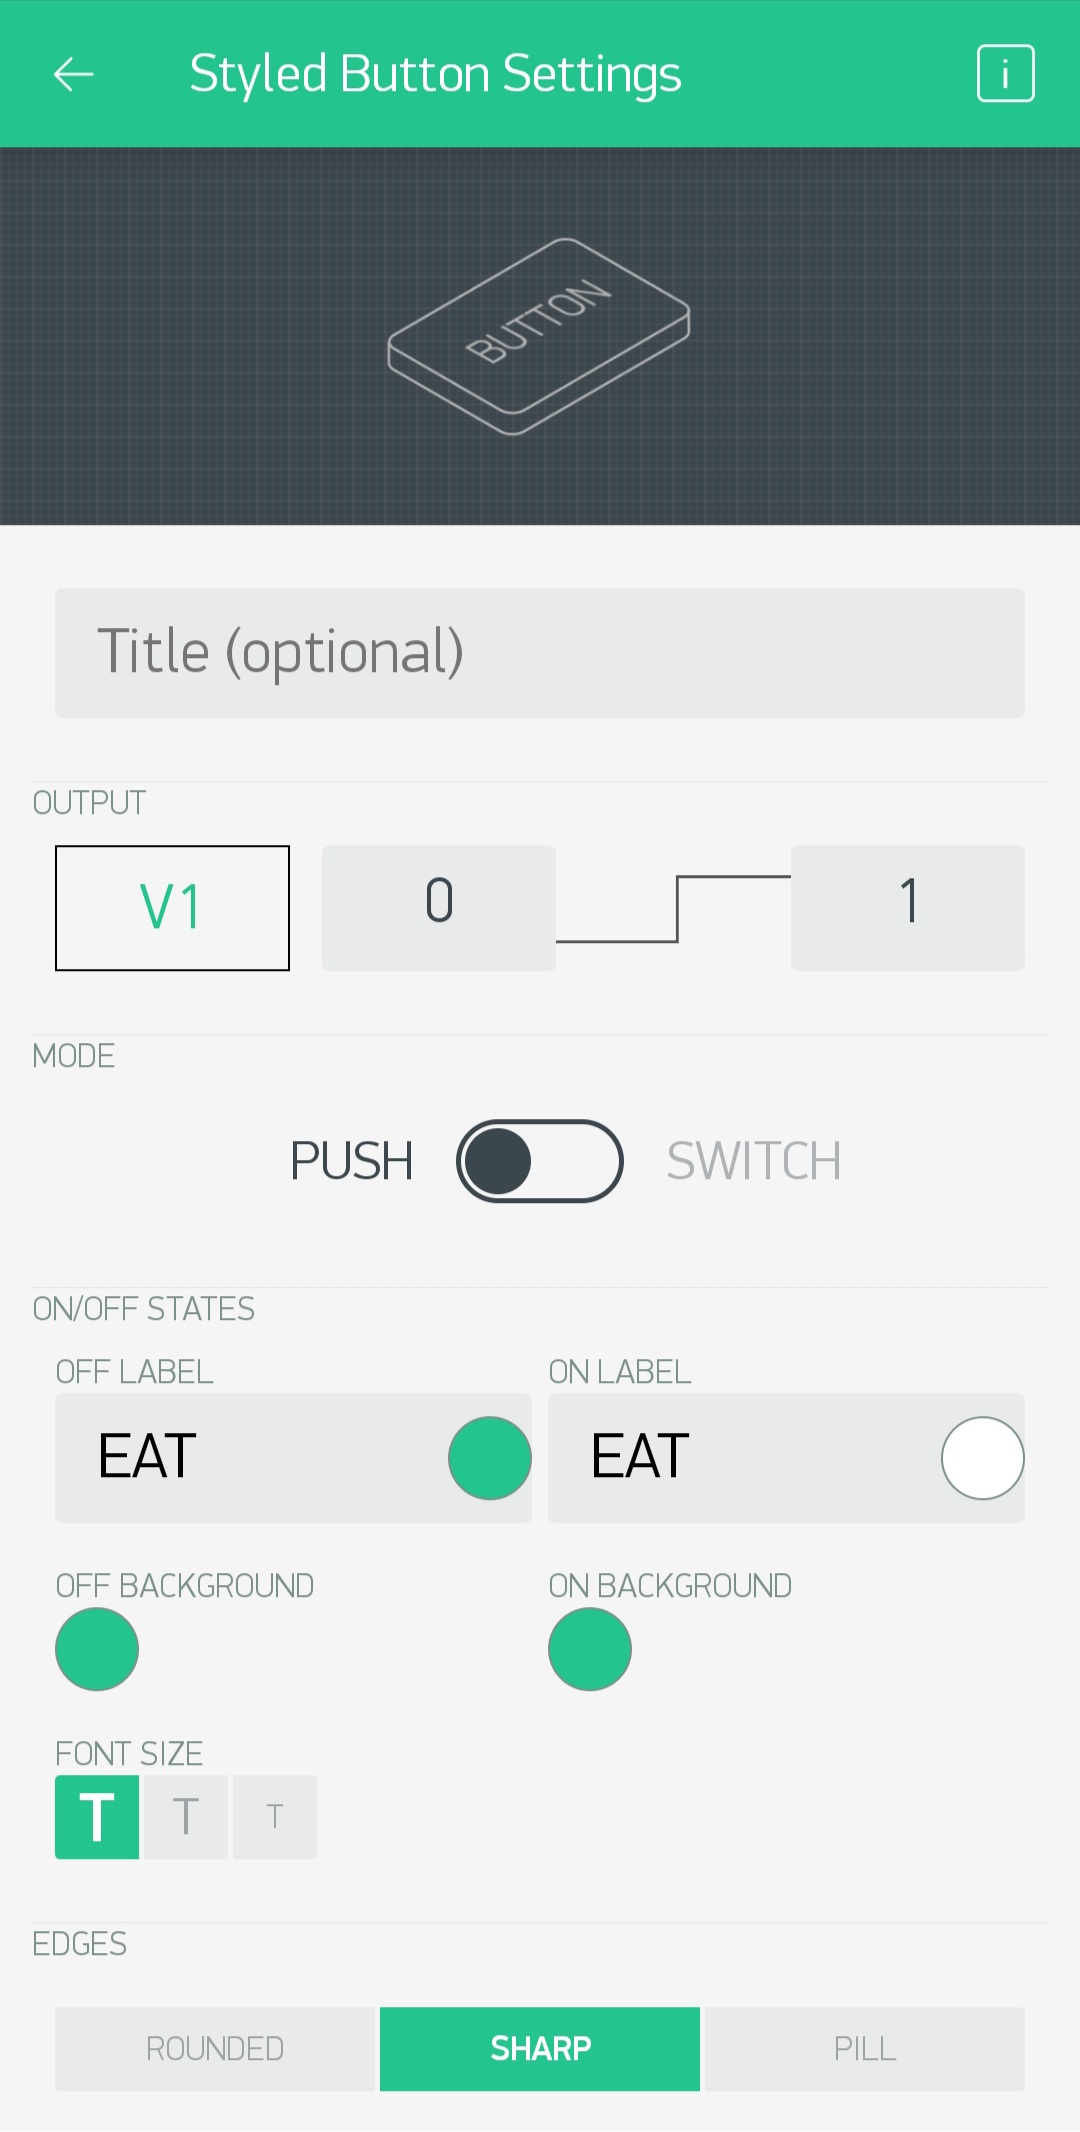 Styled Button Settings
i
BUTTON
Title (optional)
OUTPUT
V1
0
1
MODE
PUSH
SWITCH
ON/OFF STATES
OFF LABEL
ON LABEL
EAT
EAT
OFF BACKGROUND
ON BACKGROUND
FONT SIZE
T T T
EDGES
ROUNDED
SHARP
PILL